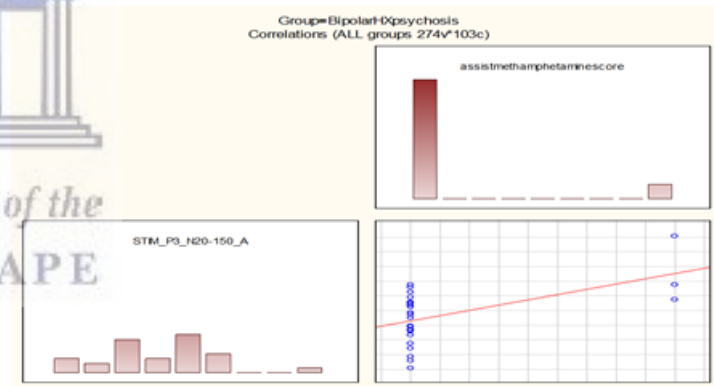 Group=BipolarHXpsychosis
Correlations (ALL groups 274v*103c)
assistmethamphetaminescore
of the
STIM_P3_N20-150_A
APE